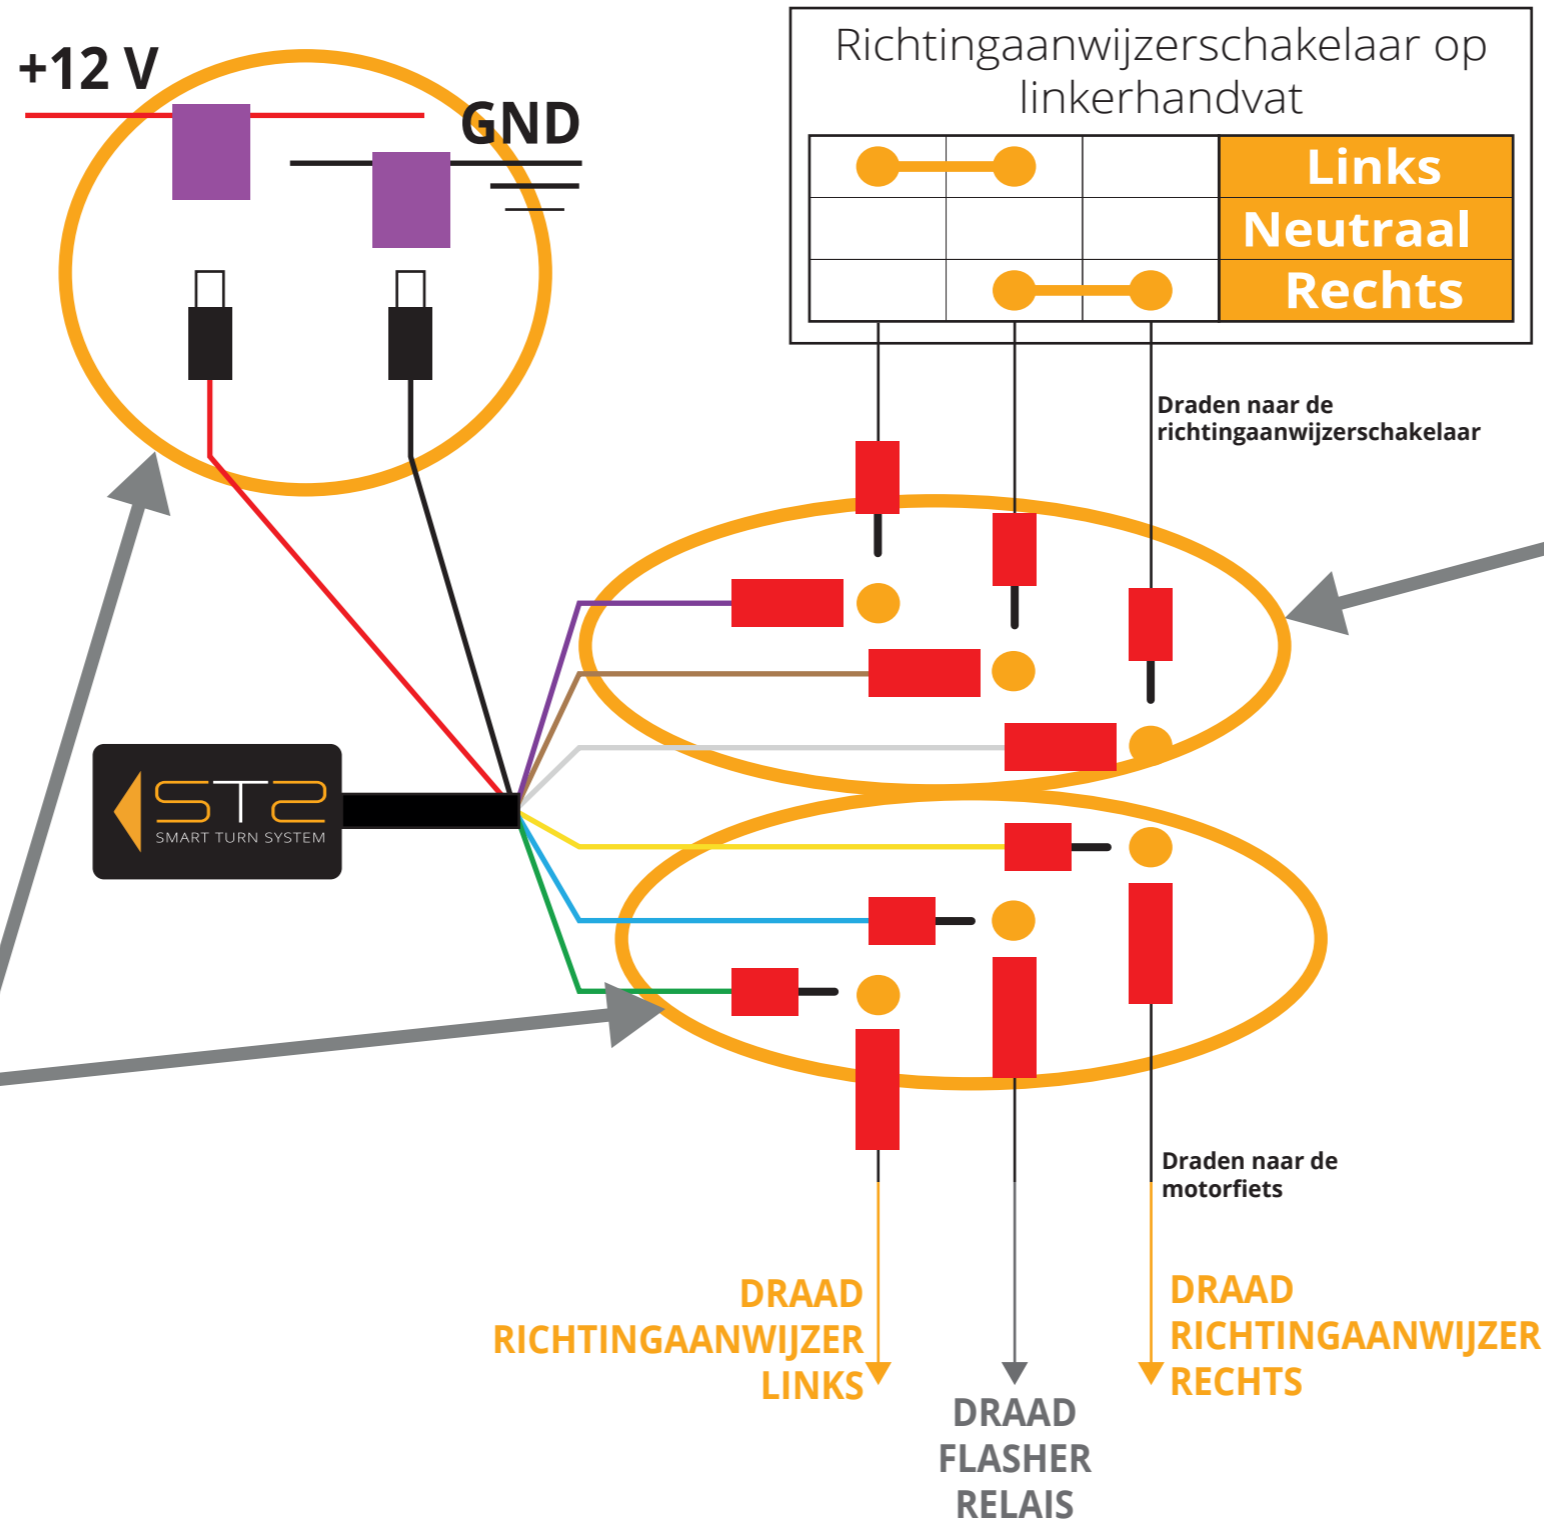 +12 V
GND
Richtingaanwijzerschakelaar op
linkerhandvat
Links
Neutraal
Rechts
Draden naar de
richtingaanwijzerschakelaar
STS
SMART TURN SYSTEM
Draden naar de
motorfiets
DRAAD
RICHTINGAANWIJZER
LINKS
DRAAD
FLASHER
RELAIS
DRAAD
RICHTINGAANWIJZER
RECHTS